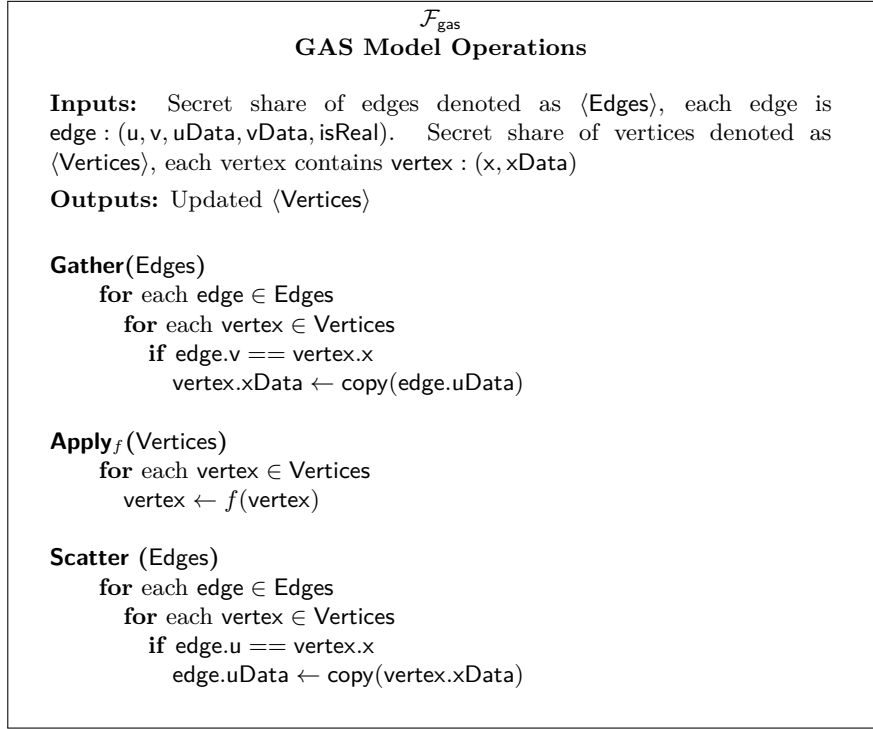 𝓕gas
GAS Model Operations
Inputs: Secret share of edges denoted as ⟨Edges⟩, each edge is
edge : (u, v, uData, vData, isReal). Secret share of vertices denoted as
⟨Vertices⟩, each vertex contains vertex : (x, xData)
Outputs: Updated ⟨Vertices⟩
Gather(Edges)
for each edge ∈ Edges
for each vertex ∈ Vertices
if edge.v == vertex.x
vertex.xData ← copy(edge.uData)
Apply𝑓(Vertices)
for each vertex ∈ Vertices
vertex ← 𝑓(vertex)
Scatter (Edges)
for each edge ∈ Edges
for each vertex ∈ Vertices
if edge.u == vertex.x
edge.uData ← copy(vertex.xData)